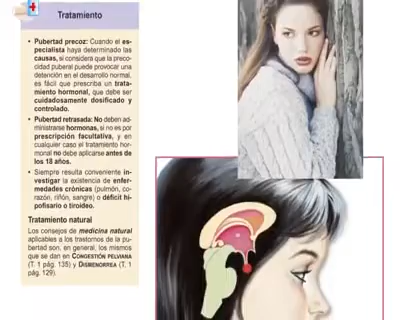 Tratamiento
• Pubertad precoz: Cuando el es-
pecialista haya determinado las
causas, si considera que la preco-
cidad puberal puede provocar una
detención en el desarrollo normal,
es fácil que prescriba un trata-
miento hormonal, que debe ser
cuidadosamente dosificado y
controlado.
• Pubertad retrasada: No deben ad-
ministrarse hormonas, si no es por
prescripción facultativa, y en
cualquier caso el tratamiento hor-
monal no debe aplicarse antes de
los 18 años.
• Siempre resulta conveniente in-
vestigar la existencia de enfer-
medades crónicas (pulmón, co-
razón, riñón, sangre) o déficit hi-
pofisario o tiroideo.
Tratamiento natural
Los consejos de medicina natural
aplicables a los trastornos de la pu-
bertad son, en general, los mismos
que se dan en CONGESTIÓN PELVIANA
(T. 1 pág. 135) y DISMENORREA (T. 1
pág. 129).